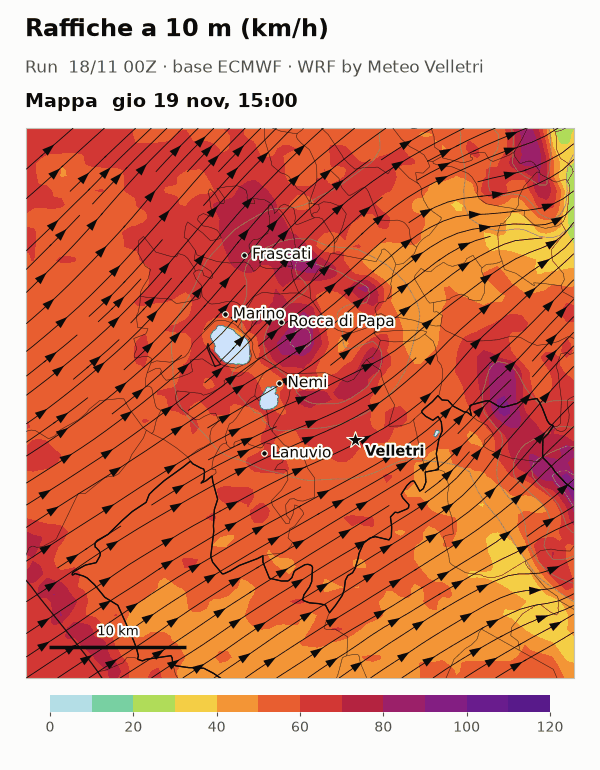 Raffiche a 10 m (km/h)
Run 18/11 00Z · base ECMWF · WRF by Meteo Velletri
Mappa gio 19 nov, 15:00
Frascati
Marino
Rocca di Papa
Nemi
Velletri
Lanuvio
10 km
0 20 40 60 80 100 120